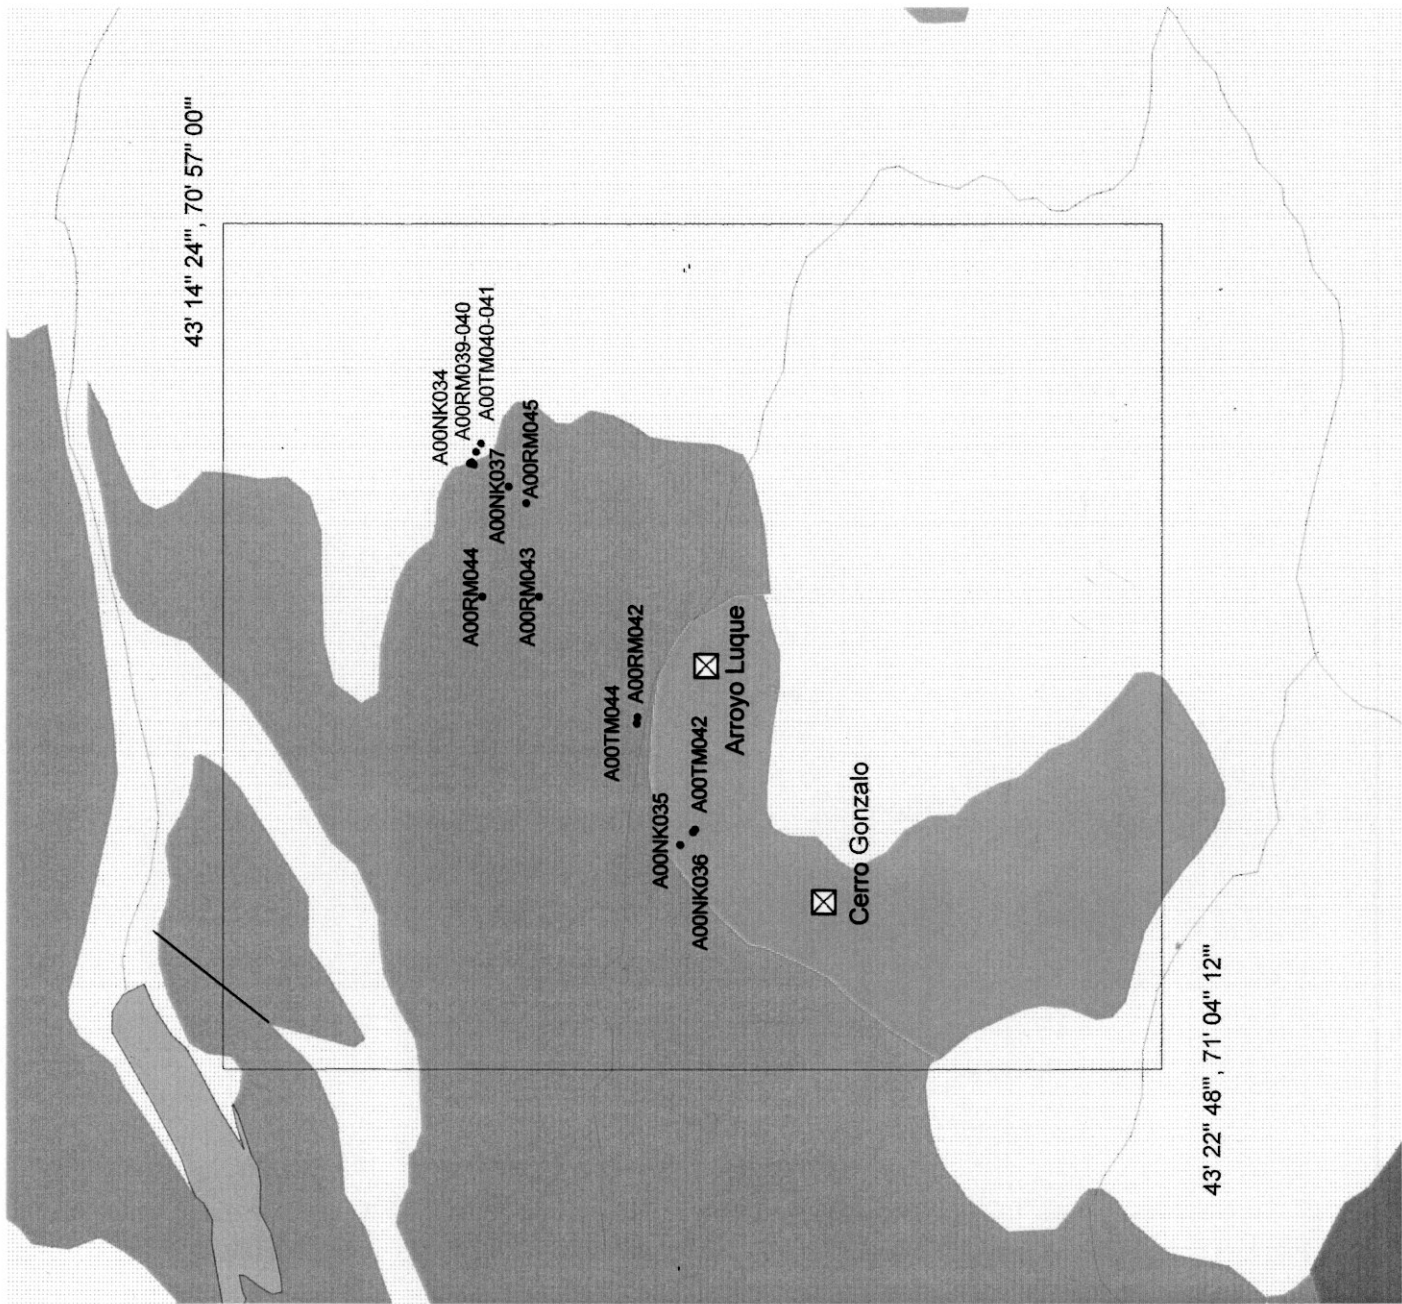 43' 14" 24"', 70' 57" 00"'
A00NK034
A00RM039-040
A00TM040-041
A00RM044
A00NK037
A00RM043
A00RM045
A00TM044
A00RM042
A00NK035
A00NK036
A00TM042
Arroyo Luque
Cerro Gonzalo
43' 22" 48"', 71' 04" 12"'